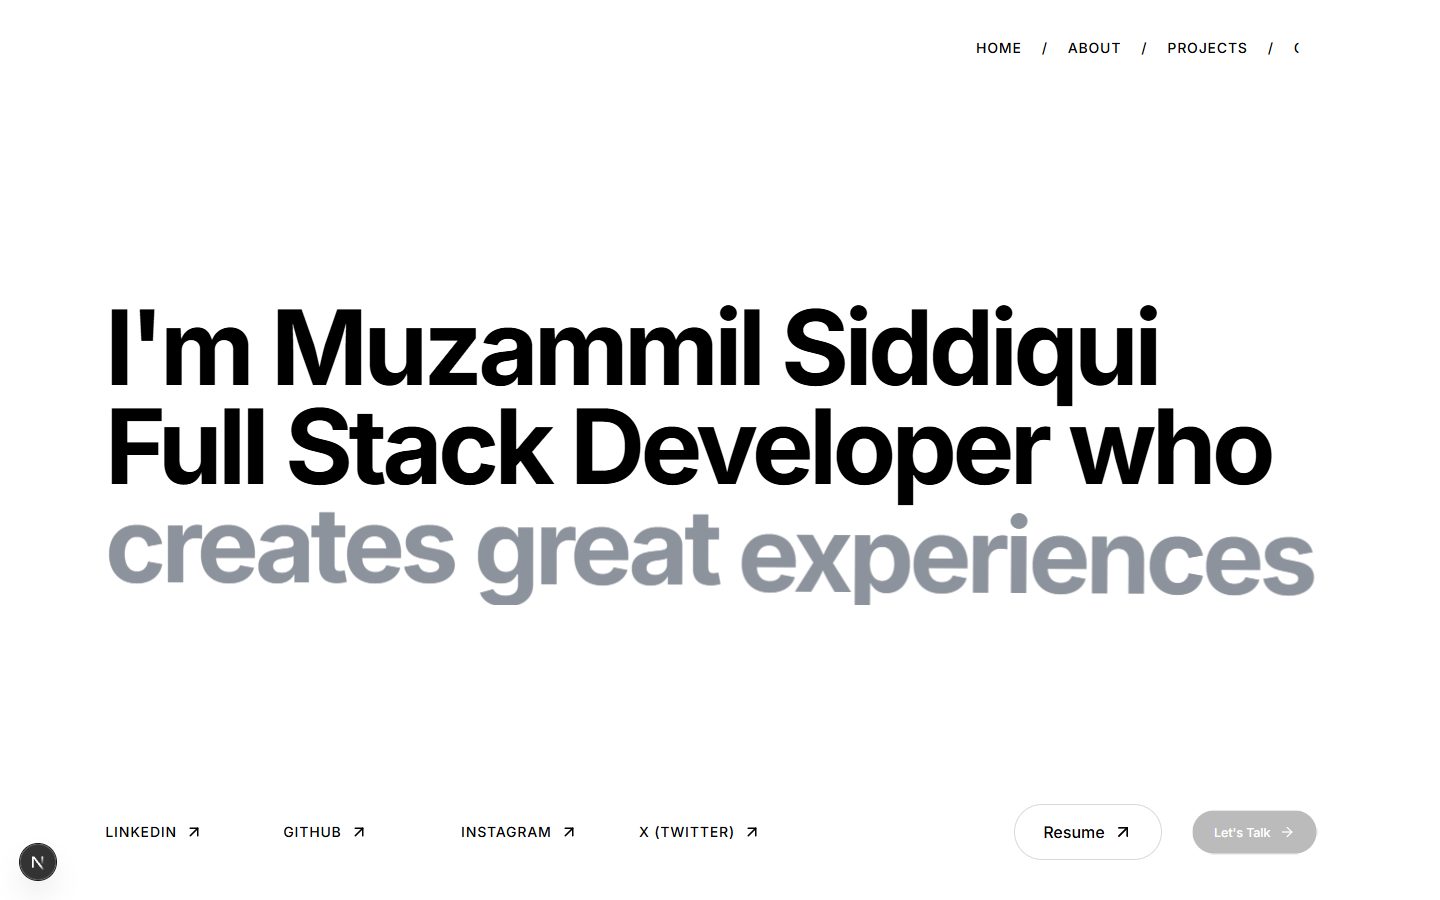 HOME / ABOUT / PROJECTS /
I'm Muzammil Siddiqui
Full Stack Developer who
creates great experiences
LINKEDIN
GITHUB
INSTAGRAM
X (TWITTER)
Resume
Let's Talk
N